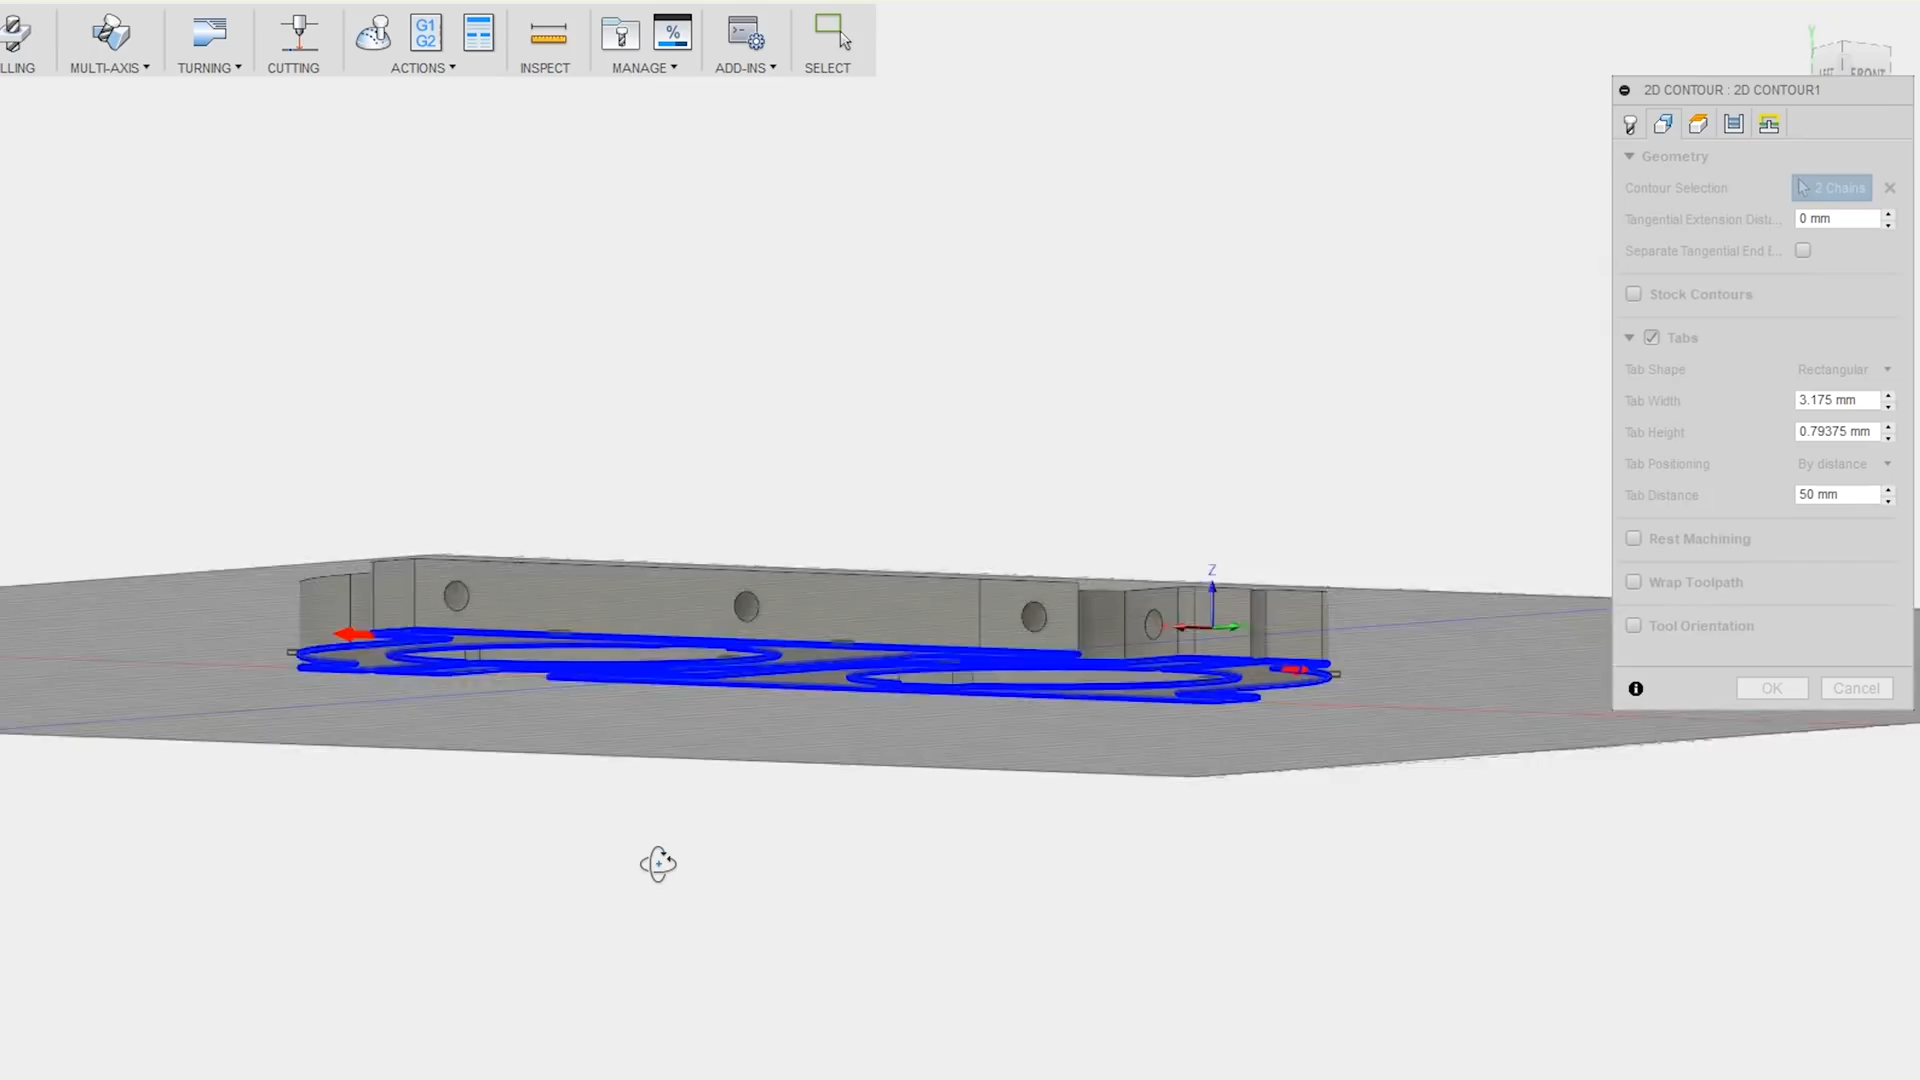 G1
G2
%
LLING
MULTI-AXIS
TURNING
CUTTING
ACTIONS
INSPECT
MANAGE
ADD-INS
SELECT
Y
LEFT FRONT
2D CONTOUR : 2D CONTOUR1
Geometry
Contour Selection 2 Chains
Tangential Extension Dist... 0 mm
Separate Tangential End E...
Stock Contours
Tabs
Tab Shape Rectangular
Tab Width 3.175 mm
Tab Height 0.79375 mm
Tab Positioning By distance
Tab Distance 50 mm
Rest Machining
Wrap Toolpath
Tool Orientation
OK Cancel
Z